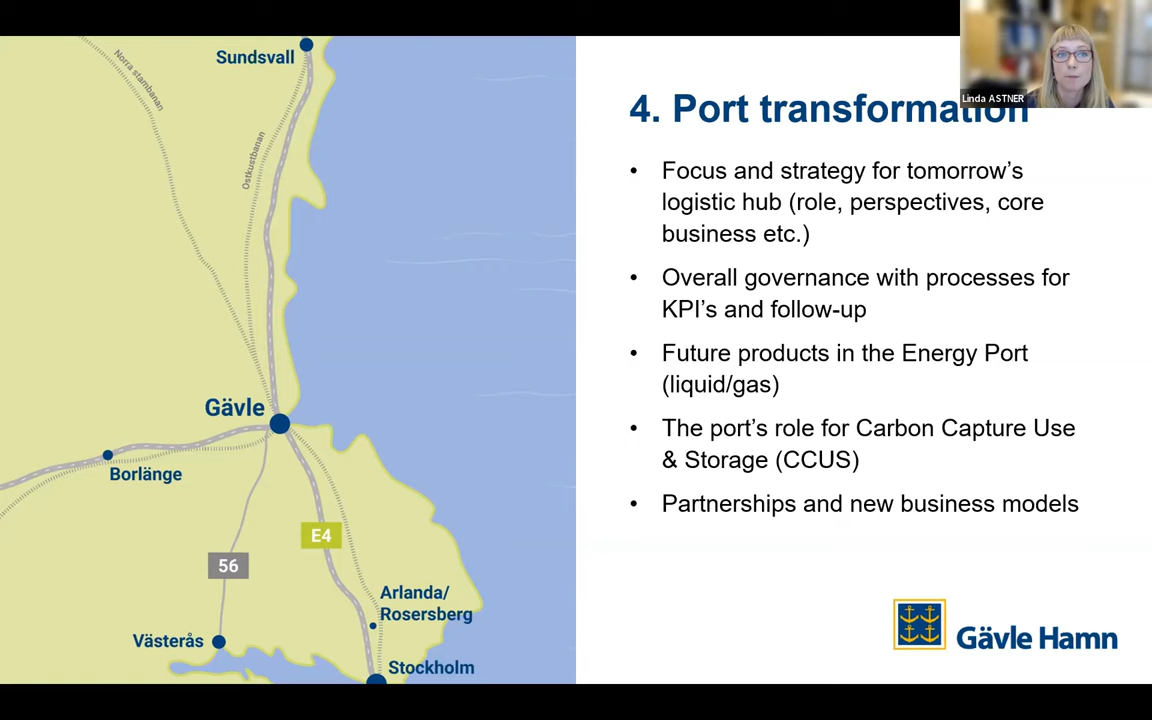 Sundsvall
Norra stambanan
Ostkustbanan
Gävle
Borlänge
E4
56
Arlanda/
Rosersberg
Västerås
Stockholm
Linda ASTNER
4. Port transformation
• Focus and strategy for tomorrow’s
logistic hub (role, perspectives, core
business etc.)
• Overall governance with processes for
KPI’s and follow-up
• Future products in the Energy Port
(liquid/gas)
• The port’s role for Carbon Capture Use
& Storage (CCUS)
• Partnerships and new business models
Gävle Hamn